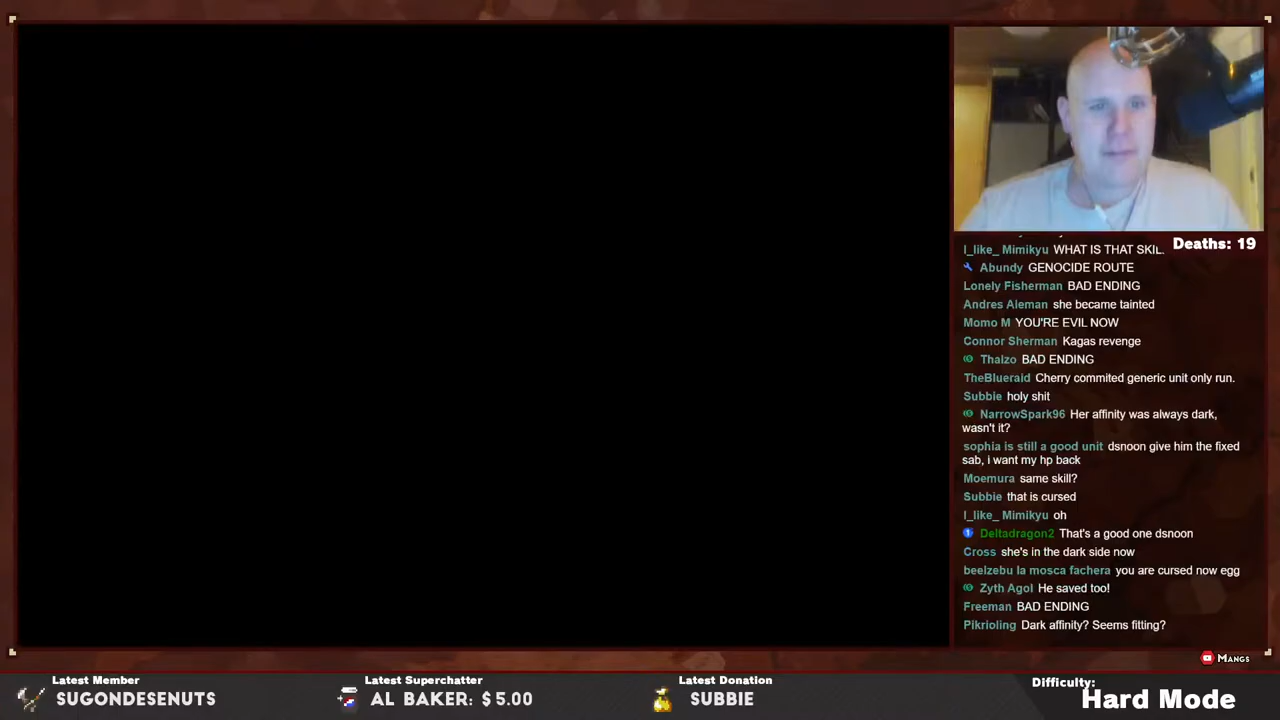 I_like_ Mimikyu WHAT IS THAT SKIL.
Deaths: 19
Abundy GENOCIDE ROUTE
Lonely Fisherman BAD ENDING
Andres Aleman she became tainted
Momo M YOU'RE EVIL NOW
Connor Sherman Kagas revenge
Thaizo BAD ENDING
TheBlueraid Cherry commited generic unit only run.
Subbie holy shit
NarrowSpark96 Her affinity was always dark,
wasn't it?
sophia is still a good unit dsnoon give him the fixed
sab, i want my hp back
Moemura same skill?
Subbie that is cursed
I_like_ Mimikyu oh
Deltadragon2 That's a good one dsnoon
Cross she's in the dark side now
beelzebu la mosca fachera you are cursed now egg
Zyth Agol He saved too!
Freeman BAD ENDING
Pikrioling Dark affinity? Seems fitting?
Mangs
Latest Member
SUGONDESENUTS
Latest Superchatter
AL BAKER: $5.00
Latest Donation
SUBBIE
Difficulty:
Hard Mode